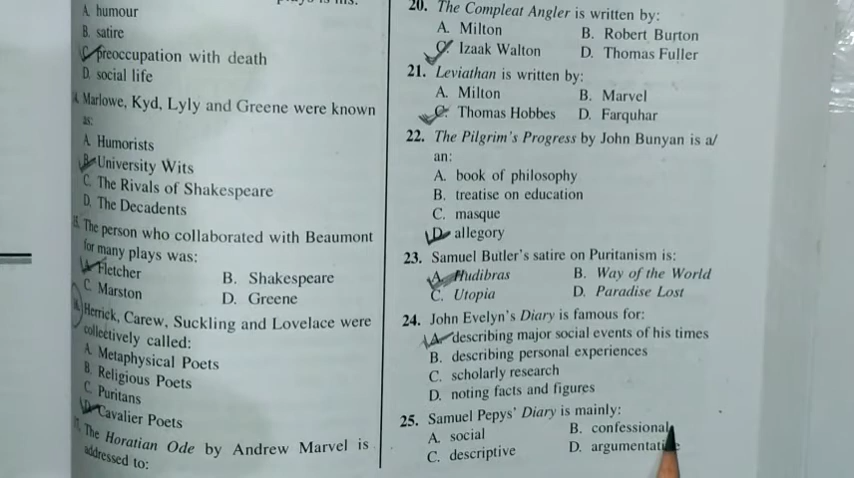 A. humour
B. satire
C. preoccupation with death
D. social life
Marlowe, Kyd, Lyly and Greene were known
as:
A. Humorists
B. University Wits
C. The Rivals of Shakespeare
D. The Decadents
The person who collaborated with Beaumont
for many plays was:
A. Fletcher
B. Shakespeare
C. Marston
D. Greene
Herrick, Carew, Suckling and Lovelace were
collectively called:
A. Metaphysical Poets
B. Religious Poets
C. Puritans
D. Cavalier Poets
The Horatian Ode by Andrew Marvel is
addressed to:
20. The Compleat Angler is written by:
A. Milton
B. Robert Burton
C. Izaak Walton
D. Thomas Fuller
21. Leviathan is written by:
A. Milton
B. Marvel
C. Thomas Hobbes
D. Farquhar
22. The Pilgrim's Progress by John Bunyan is a/
an:
A. book of philosophy
B. treatise on education
C. masque
D. allegory
23. Samuel Butler's satire on Puritanism is:
A. Hudibras
B. Way of the World
C. Utopia
D. Paradise Lost
24. John Evelyn's Diary is famous for:
A. describing major social events of his times
B. describing personal experiences
C. scholarly research
D. noting facts and figures
25. Samuel Pepys' Diary is mainly:
A. social
B. confessional
C. descriptive
D. argumentative